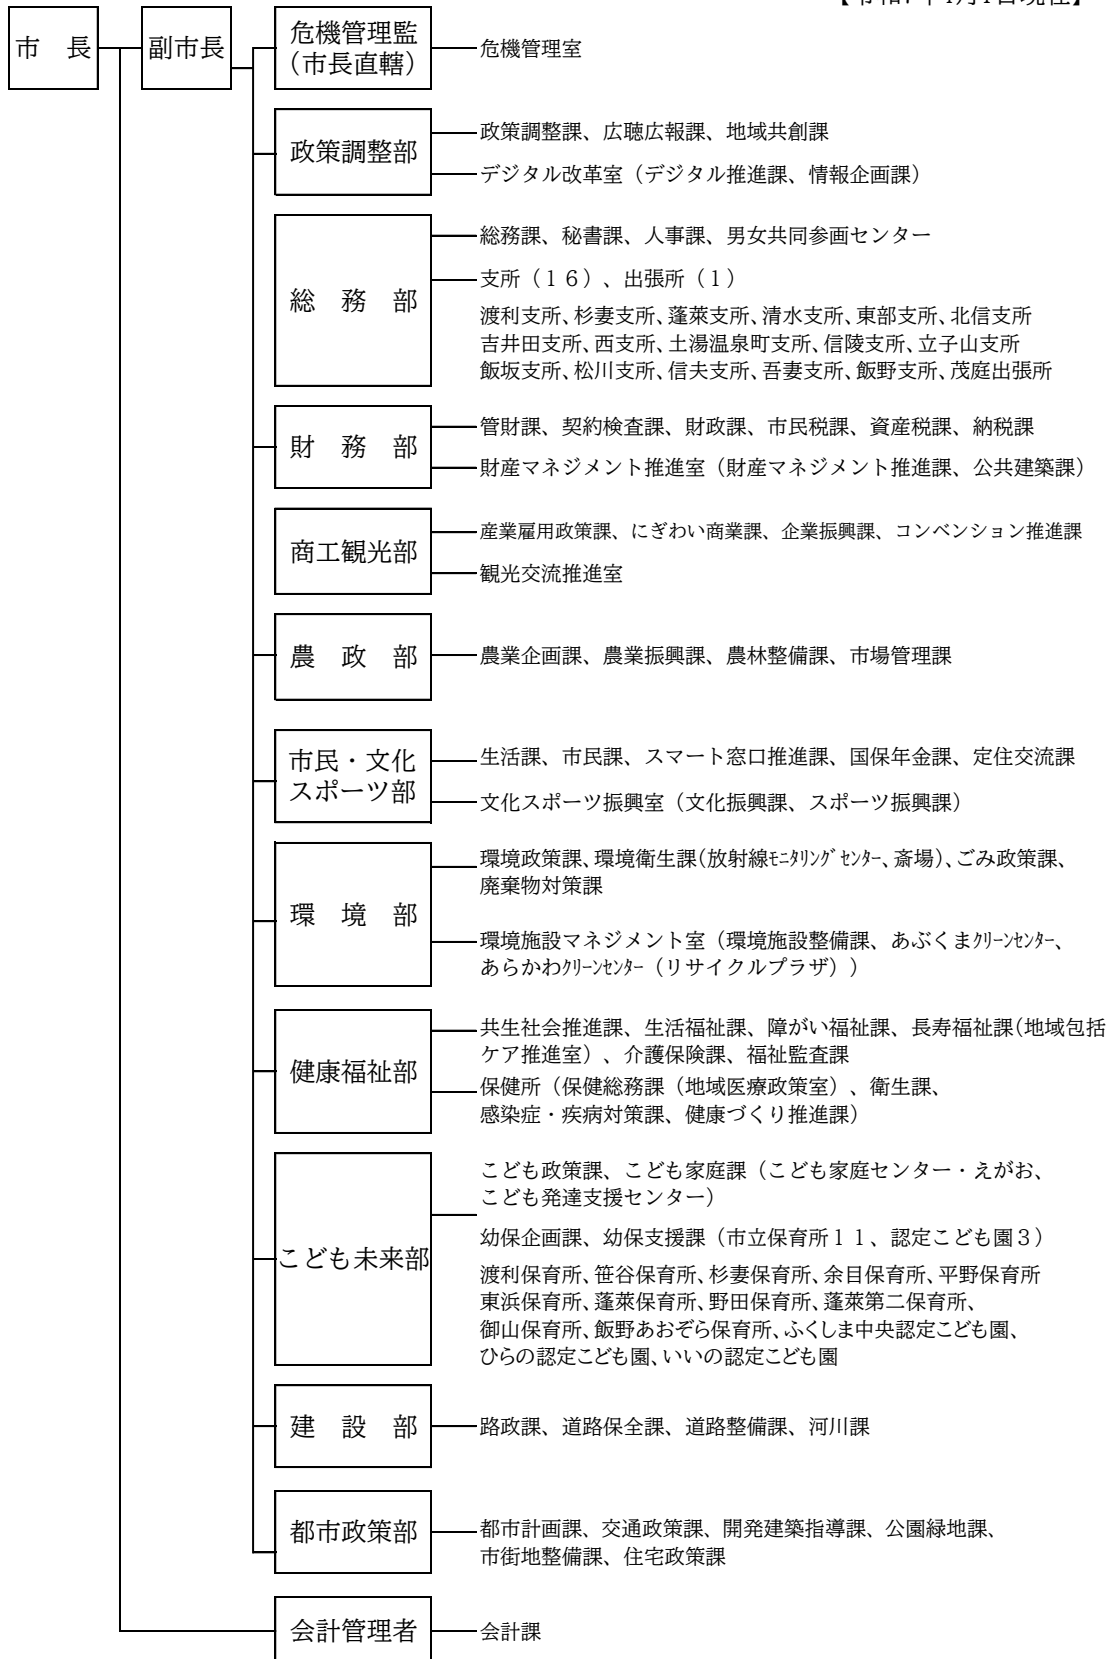 【令和7年4月1日現在】
市　長
副市長
危機管理監
（市長直轄）
危機管理室
政策調整部
政策調整課、広聴広報課、地域共創課
デジタル改革室（デジタル推進課、情報企画課）
総　務　部
総務課、秘書課、人事課、男女共同参画センター
支所（１６）、出張所（１）
渡利支所、杉妻支所、蓬萊支所、清水支所、東部支所、北信支所
吉井田支所、西支所、土湯温泉町支所、信陵支所、立子山支所
飯坂支所、松川支所、信夫支所、吾妻支所、飯野支所、茂庭出張所
財　務　部
管財課、契約検査課、財政課、市民税課、資産税課、納税課
財産マネジメント推進室（財産マネジメント推進課、公共建築課）
商工観光部
産業雇用政策課、にぎわい商業課、企業振興課、コンベンション推進課
観光交流推進室
農　政　部
農業企画課、農業振興課、農林整備課、市場管理課
市民・文化
スポーツ部
生活課、市民課、スマート窓口推進課、国保年金課、定住交流課
文化スポーツ振興室（文化振興課、スポーツ振興課）
環　境　部
環境政策課、環境衛生課（放射線ﾓﾆﾀﾘﾝｸﾞｾﾝﾀｰ、斎場）、ごみ政策課、
廃棄物対策課
環境施設マネジメント室（環境施設整備課、あぶくまｸﾘｰﾝｾﾝﾀｰ、
あらかわｸﾘｰﾝｾﾝﾀｰ（リサイクルプラザ））
健康福祉部
共生社会推進課、生活福祉課、障がい福祉課、長寿福祉課（地域包括
ケア推進室）、介護保険課、福祉監査課
保健所（保健総務課（地域医療政策室）、衛生課、
感染症・疾病対策課、健康づくり推進課）
こども未来部
こども政策課、こども家庭課（こども家庭センター・えがお、
こども発達支援センター）
幼保企画課、幼保支援課（市立保育所１１、認定こども園３）
渡利保育所、笹谷保育所、杉妻保育所、余目保育所、平野保育所
東浜保育所、蓬萊保育所、野田保育所、蓬萊第二保育所、
御山保育所、飯野あおぞら保育所、ふくしま中央認定こども園、
ひらの認定こども園、いいの認定こども園
建　設　部
路政課、道路保全課、道路整備課、河川課
都市政策部
都市計画課、交通政策課、開発建築指導課、公園緑地課、
市街地整備課、住宅政策課
会計管理者
会計課